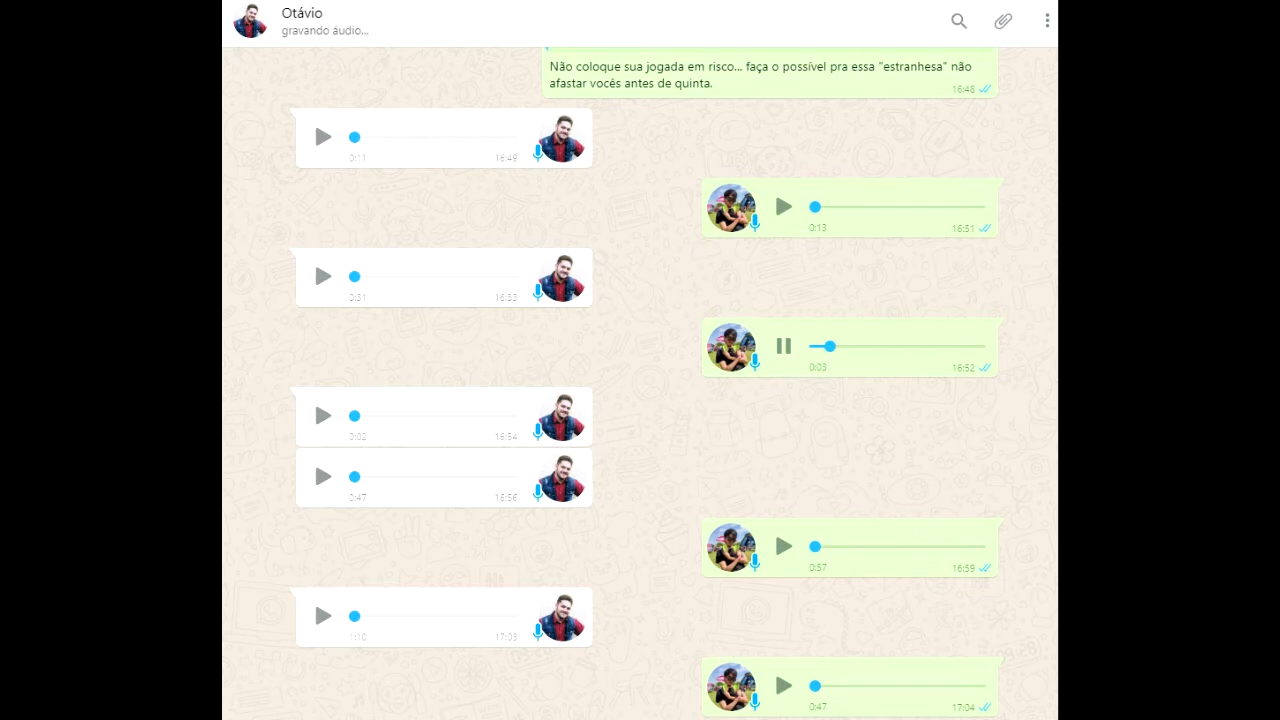 Otávio
gravando áudio...
Não coloque sua jogada em risco... faça o possível pra essa "estranhesa" não
afastar vocês antes de quinta.
16:48
0:11 16:49
0:13 16:51
0:31 16:53
0:03 16:52
0:02 16:54
0:47 16:56
0:57 16:59
1:10 17:03
0:47 17:04